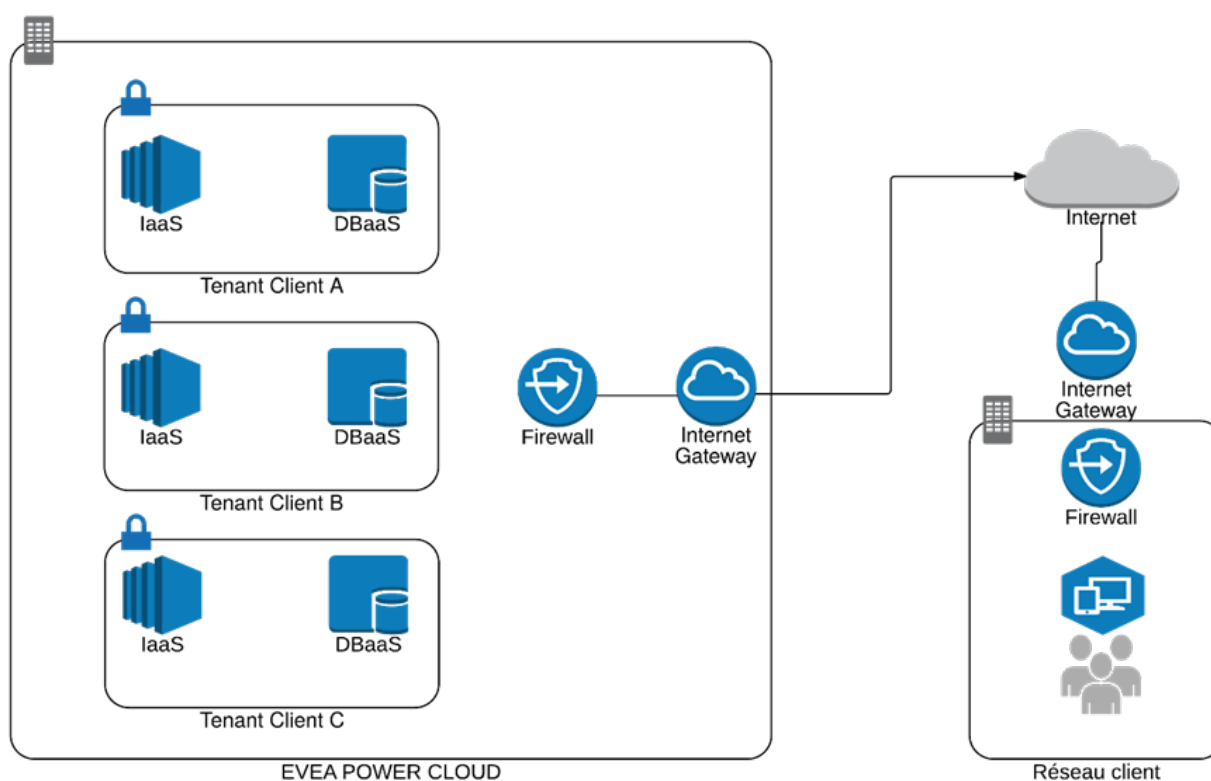 IaaS
DBaaS
Tenant Client A
IaaS
DBaaS
Tenant Client B
IaaS
DBaaS
Tenant Client C
Firewall
Internet
Gateway
EVEA POWER CLOUD
Internet
Internet
Gateway
Firewall
Réseau client